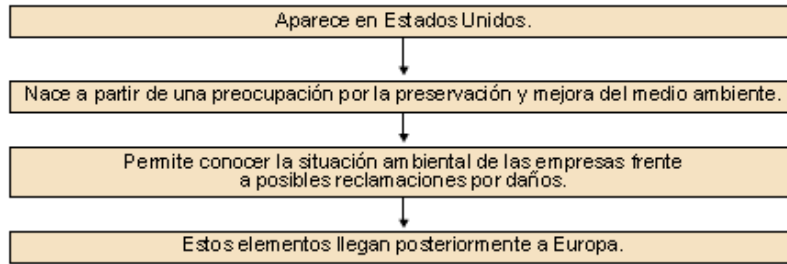 Aparece en Estados Unidos.
Nace a partir de una preocupación por la preservación y mejora del medio ambiente.
Permite conocer la situación ambiental de las empresas frente
a posibles reclamaciones por daños.
Estos elementos llegan posteriormente a Europa.